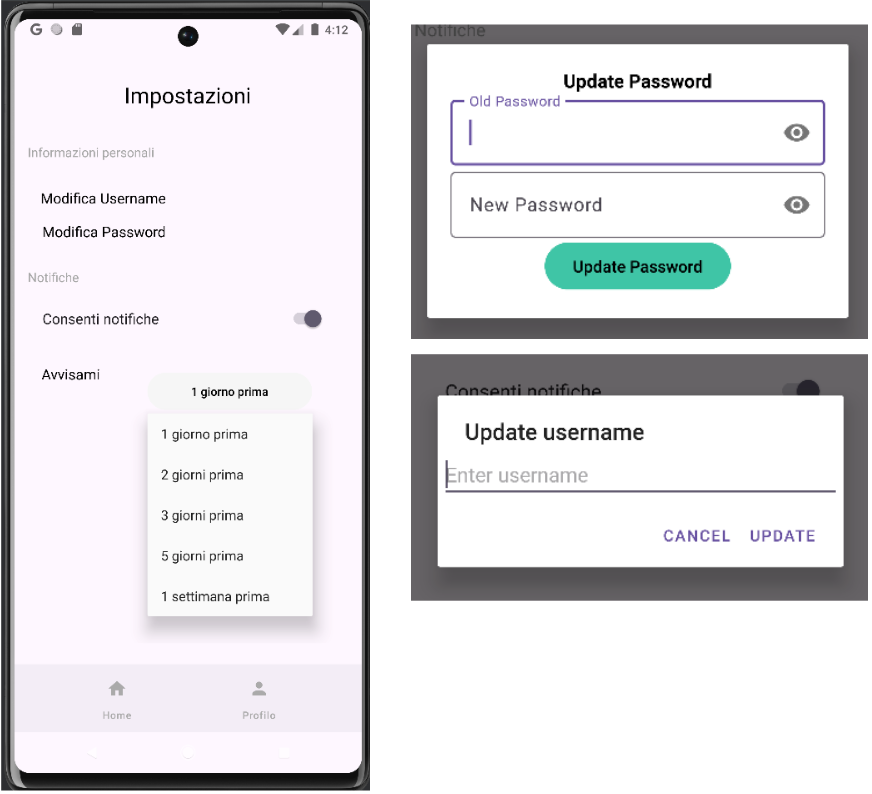 G 4:12
Impostazioni
Informazioni personali
Modifica Username
Modifica Password
Notifiche
Consenti notifiche
Avvisami
1 giorno prima
1 giorno prima
2 giorni prima
3 giorni prima
5 giorni prima
1 settimana prima
Home Profilo
Notifiche
Update Password
Old Password
New Password
Update Password
Consenti notifiche
Update username
Enter username
CANCEL UPDATE